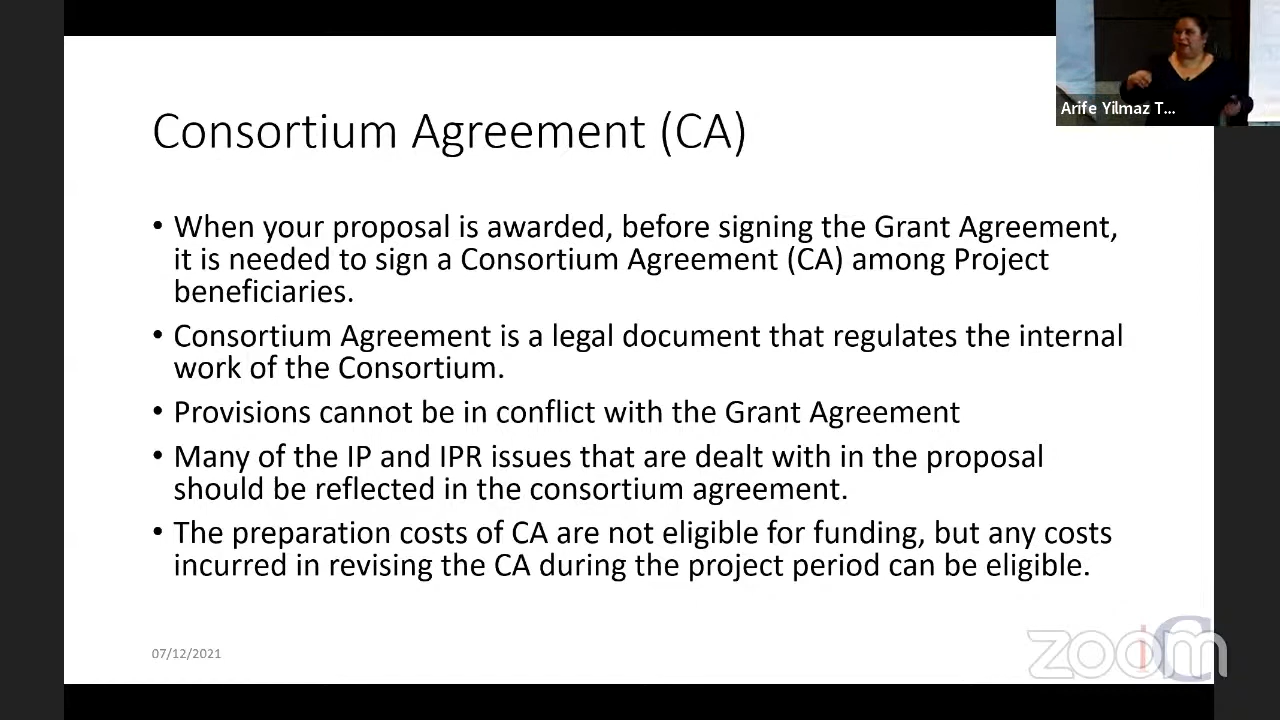 Arife Yilmaz T...
Consortium Agreement (CA)
• When your proposal is awarded, before signing the Grant Agreement,
it is needed to sign a Consortium Agreement (CA) among Project
beneficiaries.
• Consortium Agreement is a legal document that regulates the internal
work of the Consortium.
• Provisions cannot be in conflict with the Grant Agreement
• Many of the IP and IPR issues that are dealt with in the proposal
should be reflected in the consortium agreement.
• The preparation costs of CA are not eligible for funding, but any costs
incurred in revising the CA during the project period can be eligible.
07/12/2021
zoom